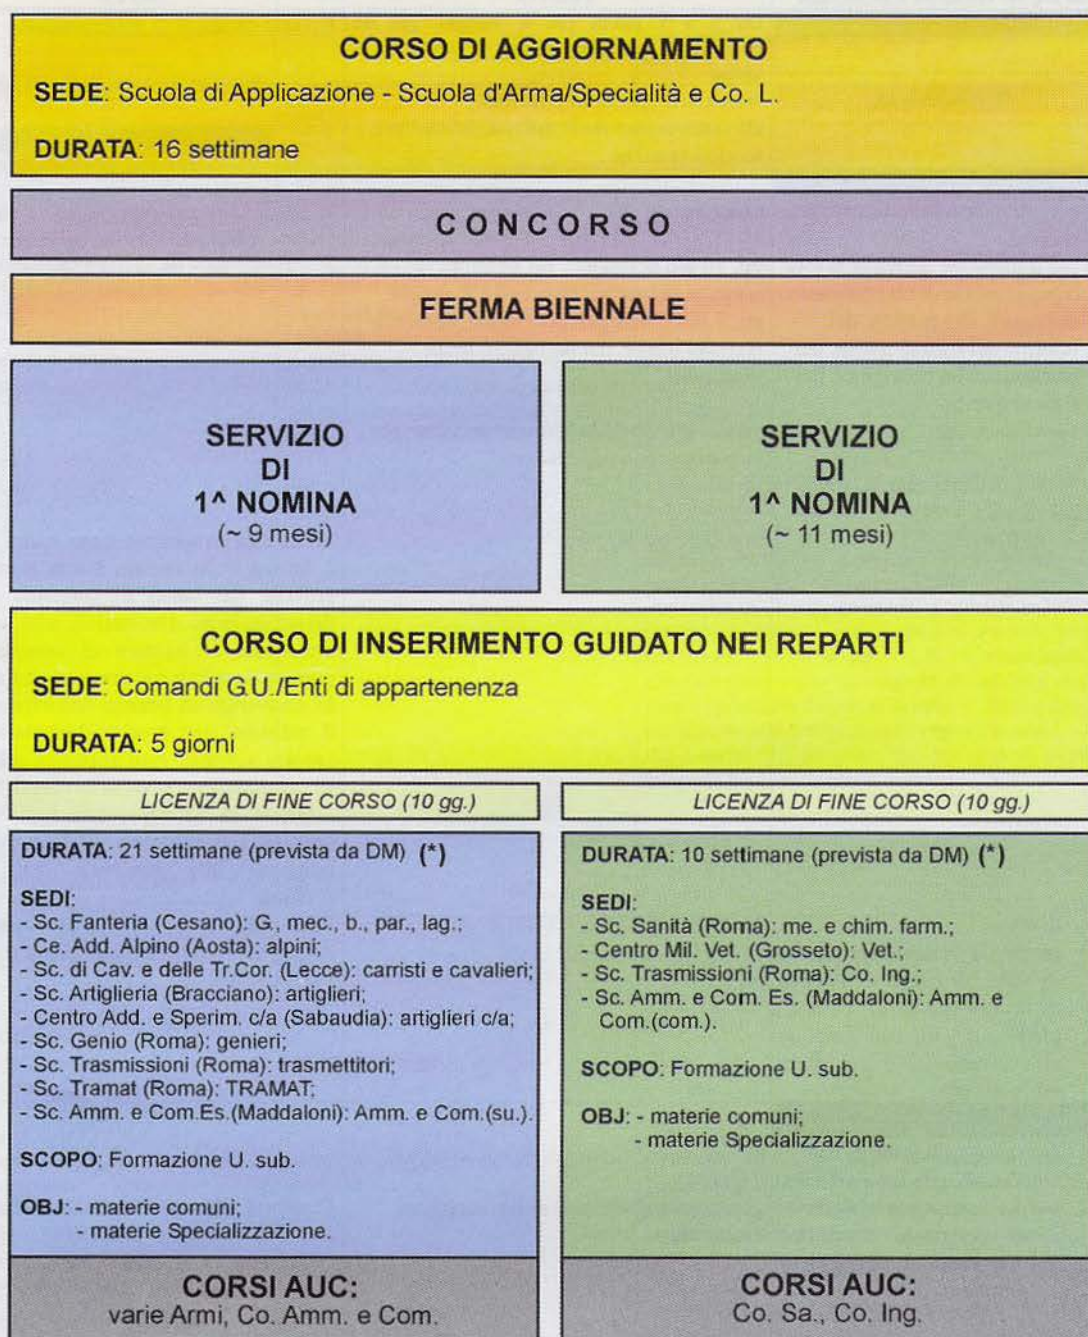 CORSO DI AGGIORNAMENTO
SEDE: Scuola di Applicazione - Scuola d'Arma/Specialità e Co. L.
DURATA: 16 settimane
CONCORSO
FERMA BIENNALE
SERVIZIO
DI
1^ NOMINA
(~ 9 mesi)
SERVIZIO
DI
1^ NOMINA
(~ 11 mesi)
CORSO DI INSERIMENTO GUIDATO NEI REPARTI
SEDE: Comandi G.U./Enti di appartenenza
DURATA: 5 giorni
LICENZA DI FINE CORSO (10 gg.)
DURATA: 21 settimane (prevista da DM) (*)
SEDI:
- Sc. Fanteria (Cesano): G., mec., b., par., lag.;
- Ce. Add. Alpino (Aosta): alpini;
- Sc. di Cav. e delle Tr.Cor. (Lecce): carristi e cavalieri;
- Sc. Artiglieria (Bracciano): artiglieri;
- Centro Add. e Sperim. c/a (Sabaudia): artiglieri c/a;
- Sc. Genio (Roma): genieri;
- Sc. Trasmissioni (Roma): trasmettitori;
- Sc. Tramat (Roma): TRAMAT;
- Sc. Amm. e Com.Es.(Maddaloni): Amm. e Com.(su.).
SCOPO: Formazione U. sub.
OBJ: - materie comuni;
- materie Specializzazione.
CORSI AUC:
varie Armi, Co. Amm. e Com.
LICENZA DI FINE CORSO (10 gg.)
DURATA: 10 settimane (prevista da DM) (*)
SEDI:
- Sc. Sanità (Roma): me. e chim. farm.;
- Centro Mil. Vet. (Grosseto): Vet.;
- Sc. Trasmissioni (Roma): Co. Ing.;
- Sc. Amm. e Com. Es. (Maddaloni): Amm. e
Com.(com.).
SCOPO: Formazione U. sub.
OBJ: - materie comuni;
- materie Specializzazione.
CORSI AUC:
Co. Sa., Co. Ing.